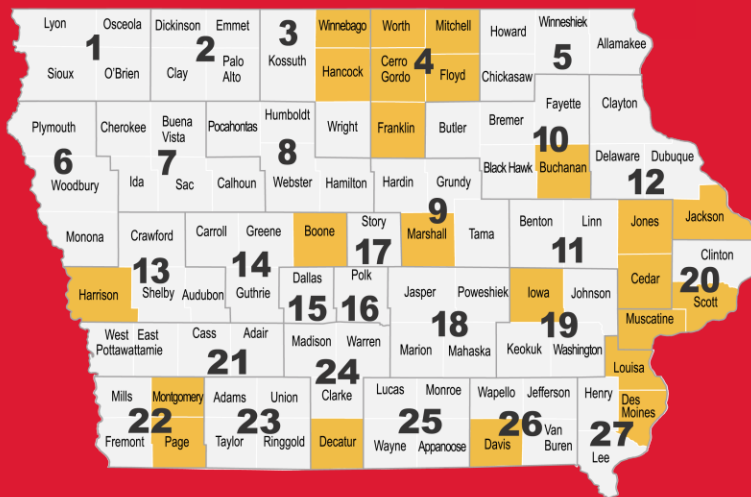 Lyon Osceola Dickinson Emmet Winnebago Worth Mitchell Howard Winneshiek Allamakee
1 2 3 4 5
Sioux O'Brien Clay Palo Alto Kossuth Hancock Cerro Gordo Floyd Chickasaw
Plymouth Cherokee Buena Vista Pocahontas Humboldt Wright Franklin Butler Bremer Fayette Clayton
6 7 8 10 12
Woodbury Ida Sac Calhoun Webster Hamilton Hardin Grundy Black Hawk Buchanan Delaware Dubuque
9
Monona Crawford Carroll Greene Boone Story Marshall Tama Benton Linn Jones Jackson
13 14 17 11
Harrison Shelby Audubon Guthrie Dallas Polk Jasper Poweshiek Iowa Johnson Cedar Clinton
15 16 18 19 20
Scott
Muscatine
West Pottawattamie East Cass Adair Madison Warren Marion Mahaska Keokuk Washington
21 24
Louisa
Mills Montgomery Adams Union Clarke Lucas Monroe Wapello Jefferson Henry Des Moines
22 23 25 26 27
Fremont Page Taylor Ringgold Decatur Wayne Appanoose Davis Van Buren Lee